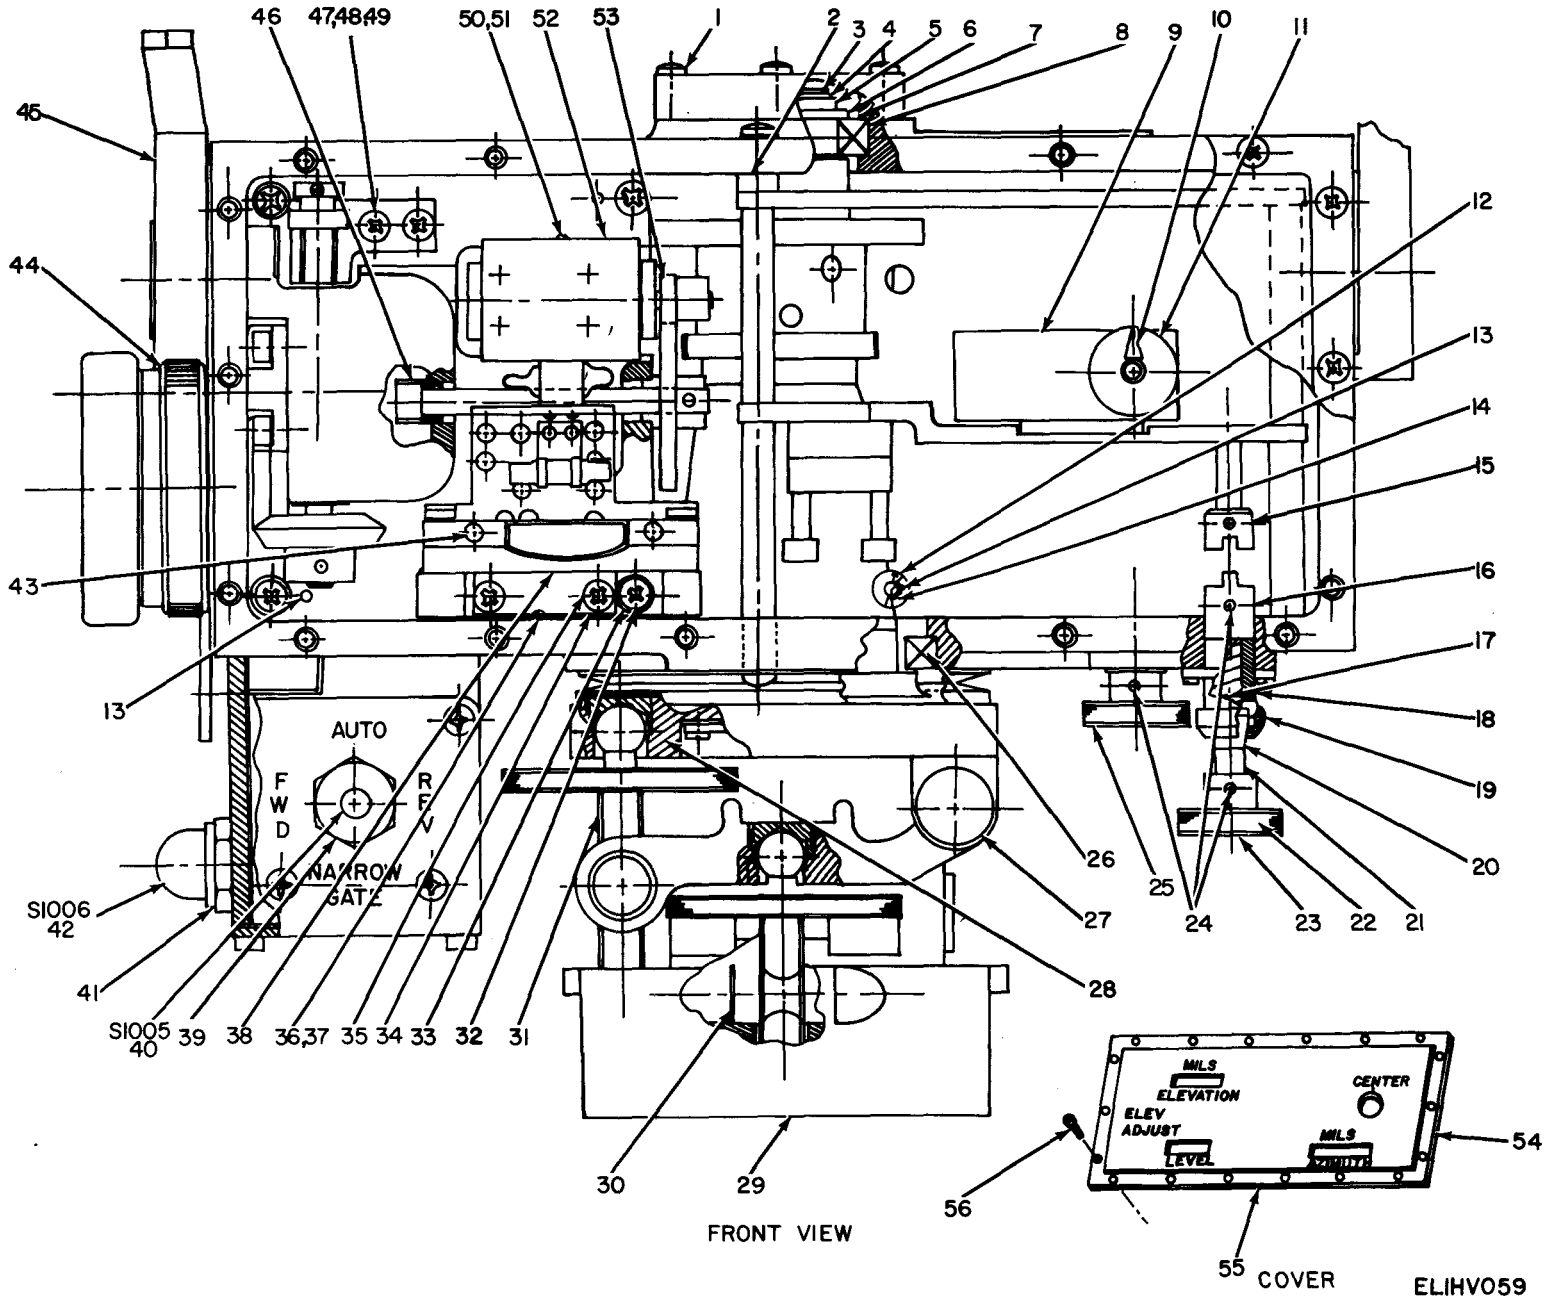 46 47,48,49 50,51 52 53 1 2 3 4 5 6 7 8 9 10 11
45
12
44
13
14
15
43
16
13
17
18
AUTO
FWD
REV
19
NARROW
GATE
20
S1006
42
26
25 24 23 22 21
27
41
28
S1005
40
39 38 36,37 35 34 33 32 31
30 29
MILS
ELEVATION
CENTER
ELEV
ADJUST
MILS
LEVEL
AZIMUTH
54
56
55
FRONT VIEW
COVER
ELIHV059